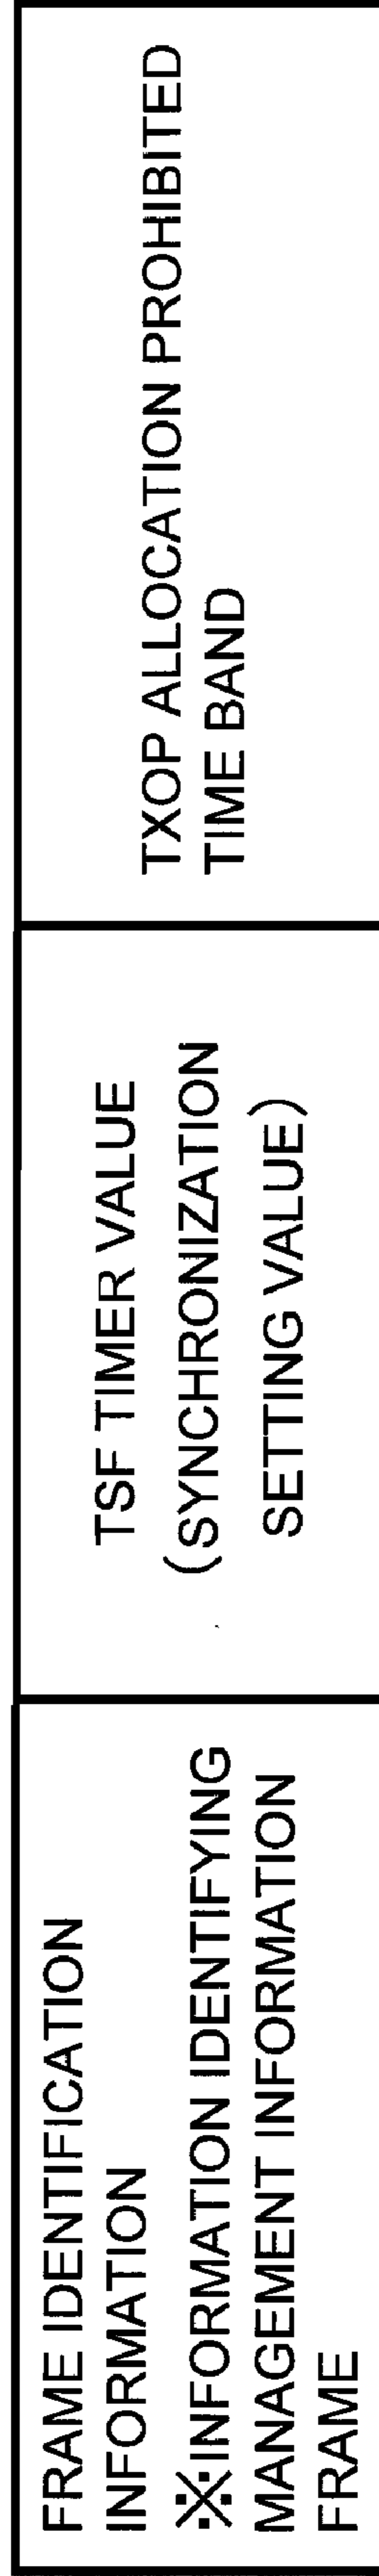 FRAME IDENTIFICATION
INFORMATION
※INFORMATION IDENTIFYING
MANAGEMENT INFORMATION
FRAME
TSF TIMER VALUE
(SYNCHRONIZATION
SETTING VALUE)
TXOP ALLOCATION PROHIBITED
TIME BAND